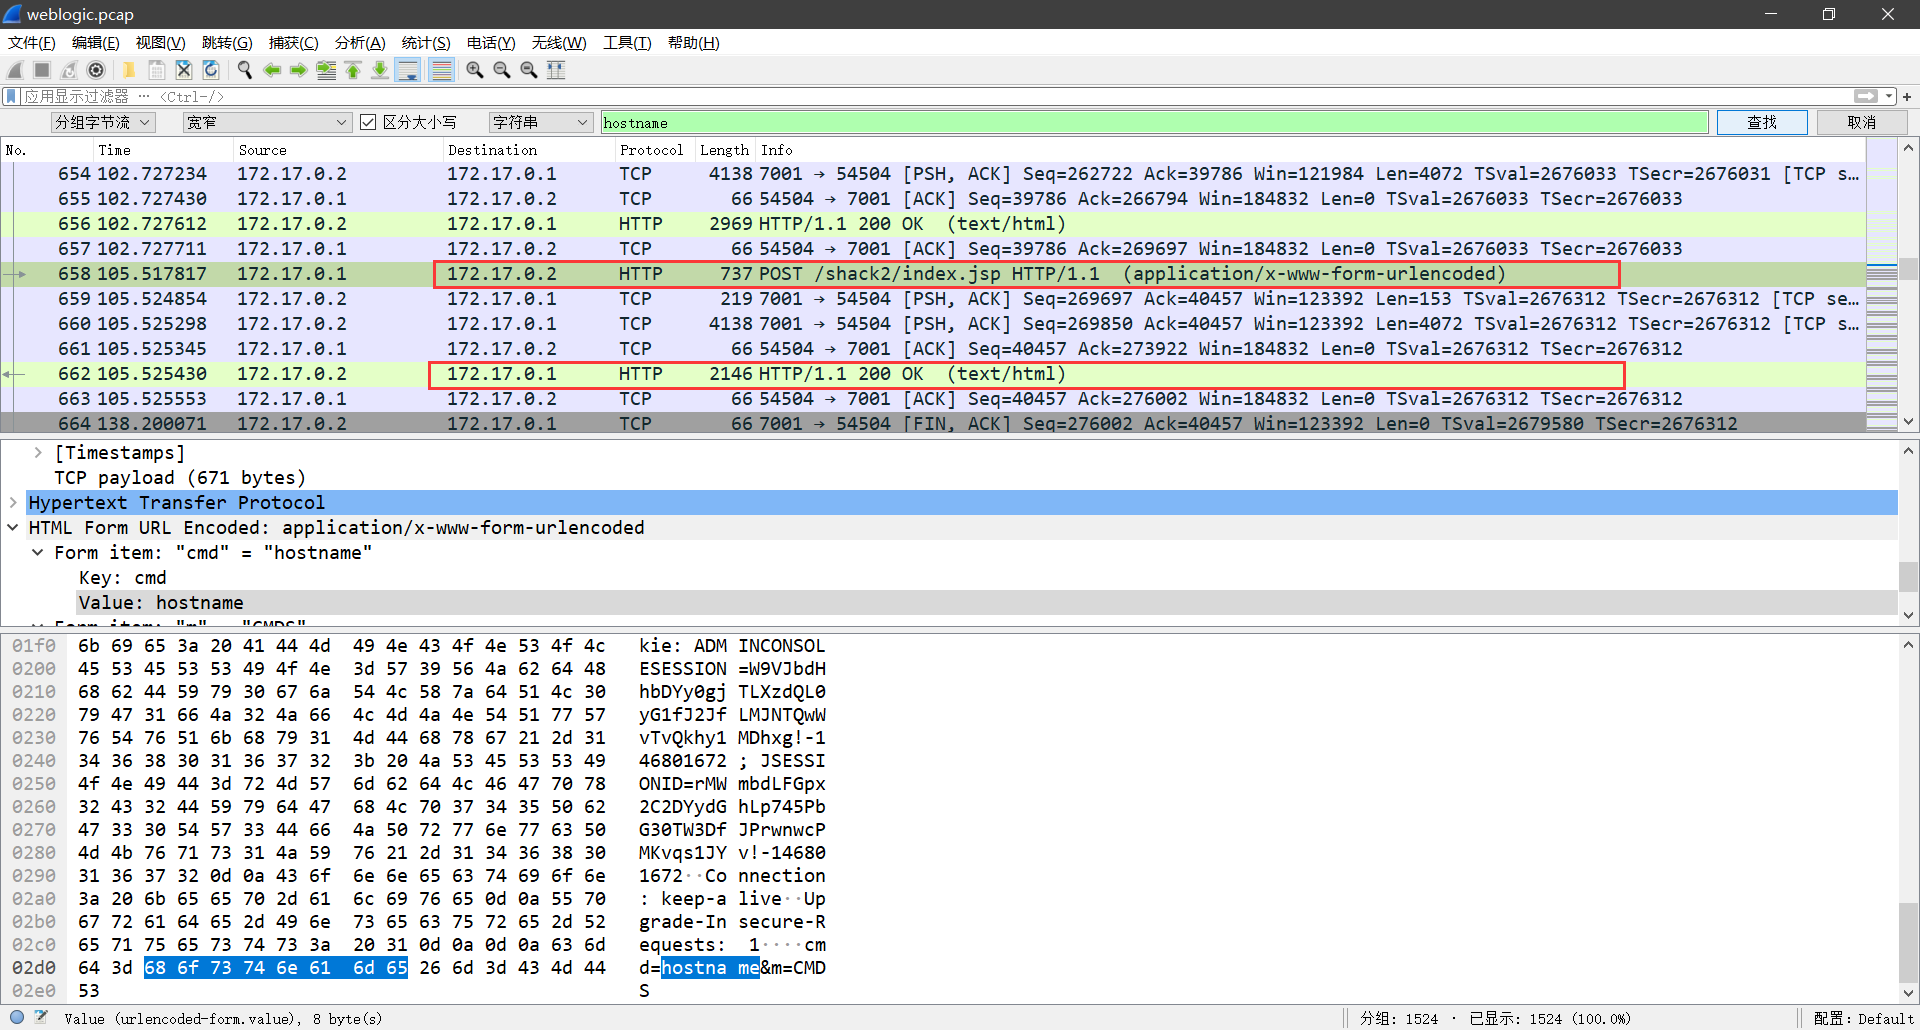 weblogic.pcap
文件(F) 编辑(E) 视图(V) 跳转(G) 捕获(C) 分析(A) 统计(S) 电话(Y) 无线(W) 工具(T) 帮助(H)
应用显示过滤器 … <Ctrl-/>
分组字节流 宽窄 区分大小写 字符串 hostname 查找 取消
No. Time Source Destination Protocol Length Info
654 102.727234 172.17.0.2 172.17.0.1 TCP 4138 7001 → 54504 [PSH, ACK] Seq=262722 Ack=39786 Win=121984 Len=4072 TSval=2676033 TSecr=2676031 [TCP s…
655 102.727430 172.17.0.1 172.17.0.2 TCP 66 54504 → 7001 [ACK] Seq=39786 Ack=266794 Win=184832 Len=0 TSval=2676033 TSecr=2676033
656 102.727612 172.17.0.2 172.17.0.1 HTTP 2969 HTTP/1.1 200 OK  (text/html)
657 102.727711 172.17.0.1 172.17.0.2 TCP 66 54504 → 7001 [ACK] Seq=39786 Ack=269697 Win=184832 Len=0 TSval=2676033 TSecr=2676033
658 105.517817 172.17.0.1 172.17.0.2 HTTP 737 POST /shack2/index.jsp HTTP/1.1  (application/x-www-form-urlencoded)
659 105.524854 172.17.0.2 172.17.0.1 TCP 219 7001 → 54504 [PSH, ACK] Seq=269697 Ack=40457 Win=123392 Len=153 TSval=2676312 TSecr=2676312 [TCP se…
660 105.525298 172.17.0.2 172.17.0.1 TCP 4138 7001 → 54504 [PSH, ACK] Seq=269850 Ack=40457 Win=123392 Len=4072 TSval=2676312 TSecr=2676312 [TCP s…
661 105.525345 172.17.0.1 172.17.0.2 TCP 66 54504 → 7001 [ACK] Seq=40457 Ack=273922 Win=184832 Len=0 TSval=2676312 TSecr=2676312
662 105.525430 172.17.0.2 172.17.0.1 HTTP 2146 HTTP/1.1 200 OK  (text/html)
663 105.525553 172.17.0.1 172.17.0.2 TCP 66 54504 → 7001 [ACK] Seq=40457 Ack=276002 Win=184832 Len=0 TSval=2676312 TSecr=2676312
664 138.200071 172.17.0.2 172.17.0.1 TCP 66 7001 → 54504 [FIN, ACK] Seq=276002 Ack=40457 Win=123392 Len=0 TSval=2679580 TSecr=2676312
[Timestamps]
TCP payload (671 bytes)
Hypertext Transfer Protocol
HTML Form URL Encoded: application/x-www-form-urlencoded
Form item: "cmd" = "hostname"
Key: cmd
Value: hostname
Form item: "m" = "CMDS"
01f0 6b 69 65 3a 20 41 44 4d 49 4e 43 4f 4e 53 4f 4c kie: ADM INCONSOL
0200 45 53 45 53 53 49 4f 4e 3d 57 39 56 4a 62 64 48 ESESSION =W9VJbdH
0210 68 62 44 59 79 30 67 6a 54 4c 58 7a 64 51 4c 30 hbDYy0gj TLXzdQL0
0220 79 47 31 66 4a 32 4a 66 4c 4d 4a 4e 54 51 77 57 yG1fJ2Jf LMJNTQwW
0230 76 54 76 51 6b 68 79 31 4d 44 68 78 67 21 2d 31 vTvQkhy1 MDhxg!-1
0240 34 36 38 30 31 36 37 32 3b 20 4a 53 45 53 53 49 46801672 ; JSESSI
0250 4f 4e 49 44 3d 72 4d 57 6d 62 64 4c 46 47 70 78 ONID=rMW mbdLFGpx
0260 32 43 32 44 59 79 64 47 68 4c 70 37 34 35 50 62 2C2DYydG hLp745Pb
0270 47 33 30 54 57 33 44 66 4a 50 72 77 6e 77 63 50 G30TW3Df JPrwnwcP
0280 4d 4b 76 71 73 31 4a 59 76 21 2d 31 34 36 38 30 MKvqs1JY v!-14680
0290 31 36 37 32 0d 0a 43 6f 6e 6e 65 63 74 69 6f 6e 1672··Co nnection
02a0 3a 20 6b 65 65 70 2d 61 6c 69 76 65 0d 0a 55 70 : keep-a live··Up
02b0 67 72 61 64 65 2d 49 6e 73 65 63 75 72 65 2d 52 grade-In secure-R
02c0 65 71 75 65 73 74 73 3a 20 31 0d 0a 0d 0a 63 6d equests: 1····cm
02d0 64 3d 68 6f 73 74 6e 61 6d 65 26 6d 3d 43 4d 44 d=hostna me&m=CMD
02e0 53 S
Value (urlencoded-form.value), 8 byte(s) 分组: 1524 · 已显示: 1524 (100.0%) 配置: Default